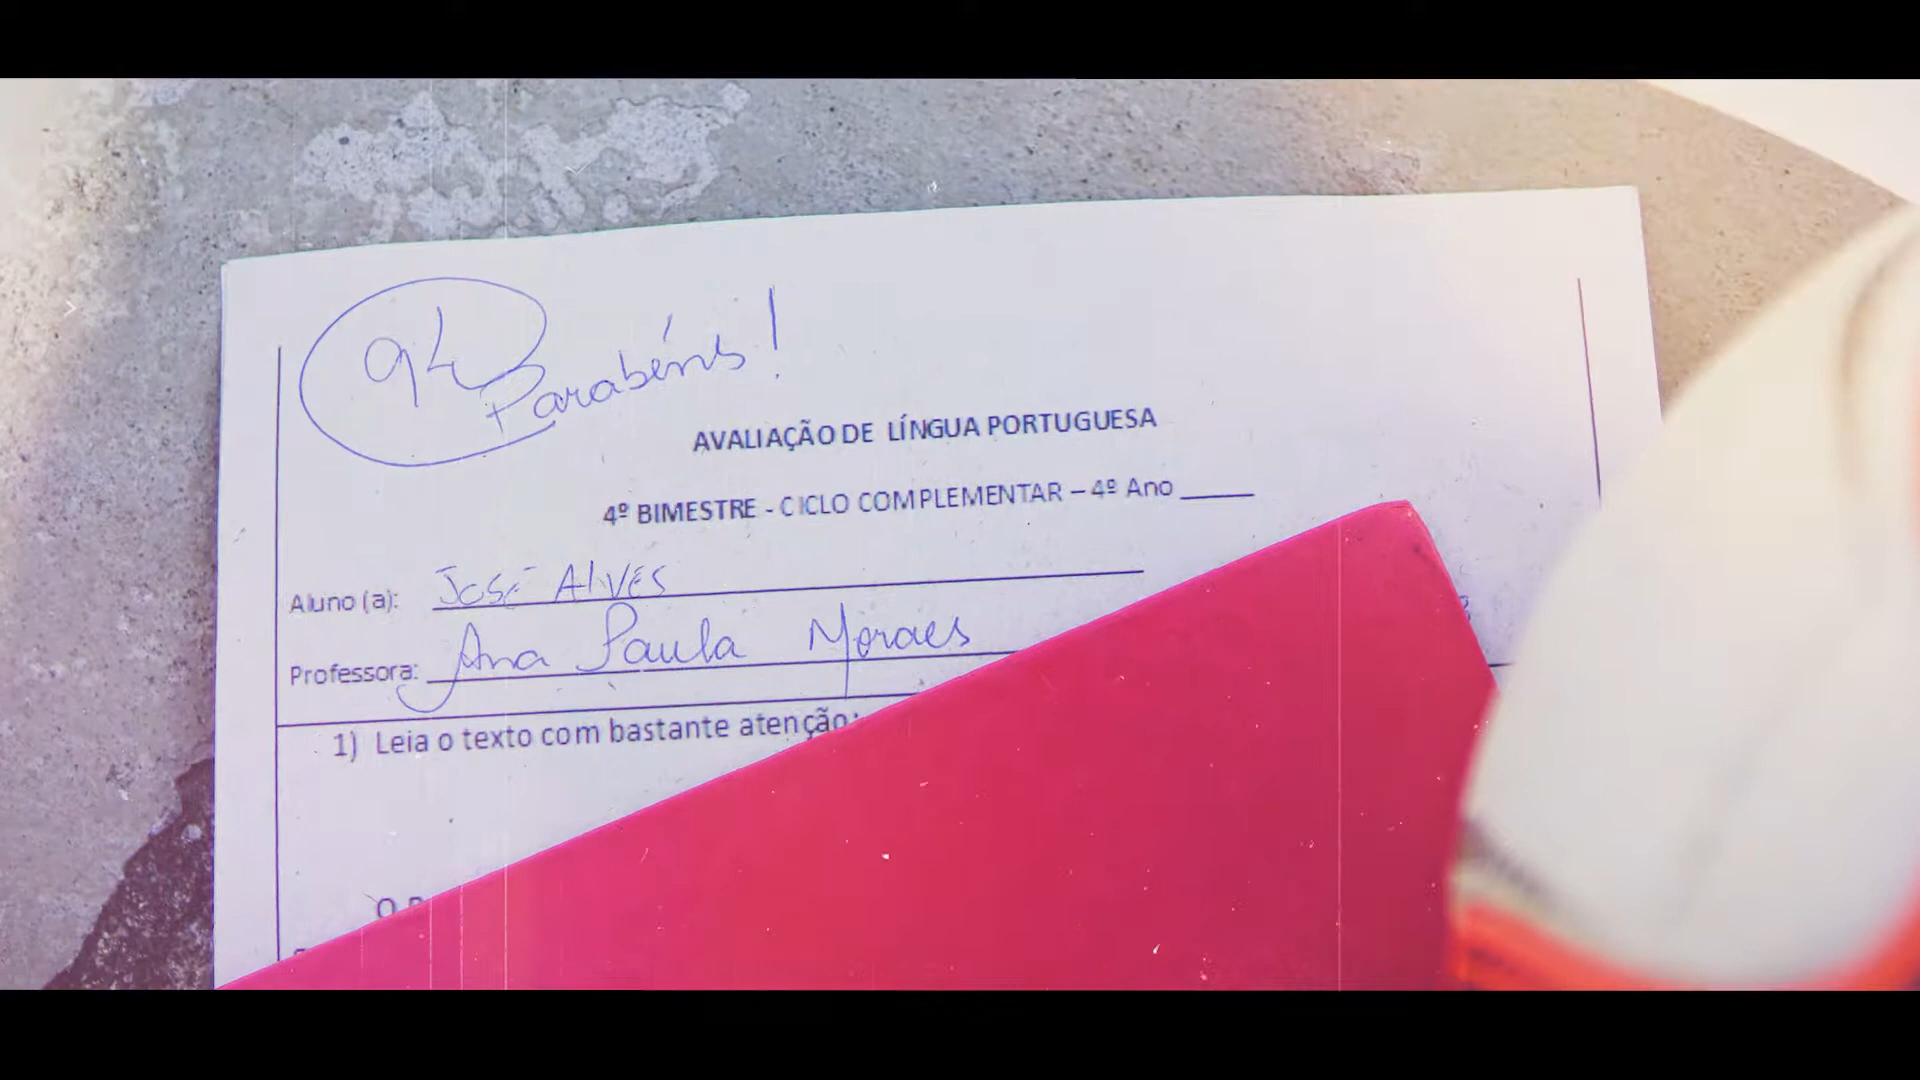 94
Parabéns!
AVALIAÇÃO DE LÍNGUA PORTUGUESA
4º BIMESTRE - CICLO COMPLEMENTAR – 4º Ano _____
Aluno (a): JOSÉ ALVES
Professora: Ana Paula Moraes
1) Leia o texto com bastante atenção:
O